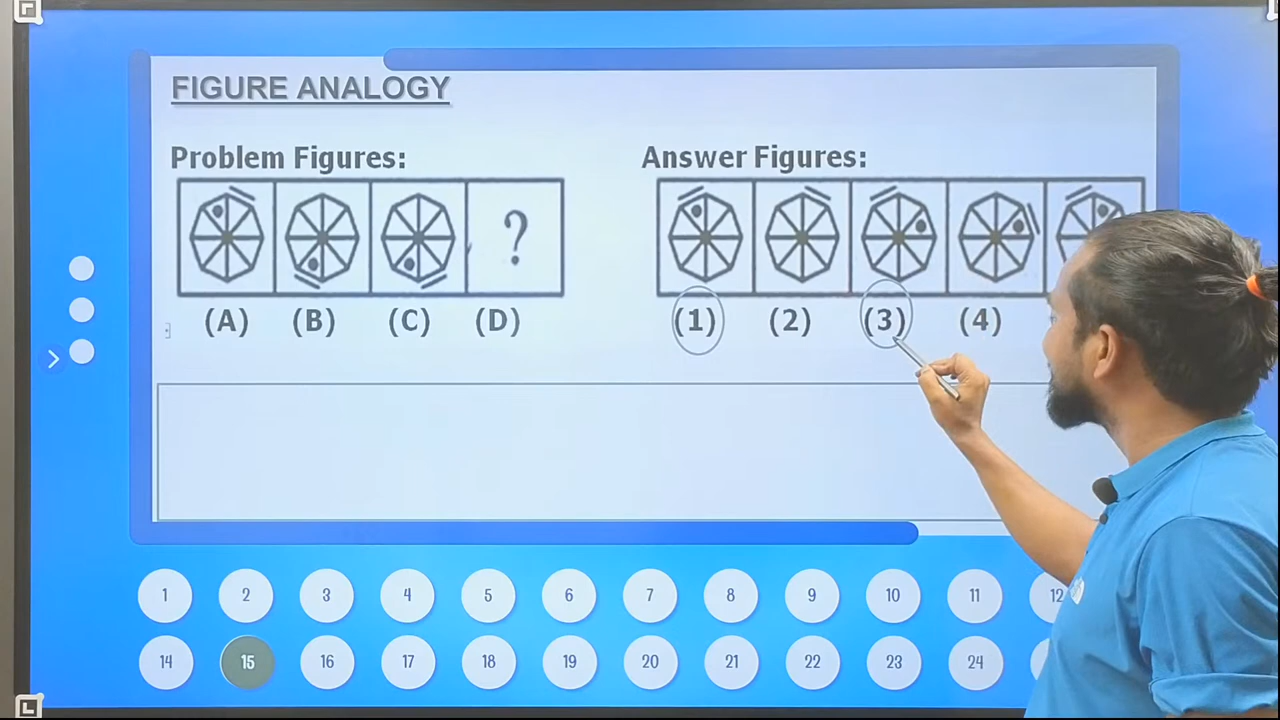 FIGURE ANALOGY
Problem Figures:
Answer Figures:
?
(A) (B) (C) (D)
(1) (2) (3) (4)
1 2 3 4 5 6 7 8 9 10 11 12
14 15 16 17 18 19 20 21 22 23 24